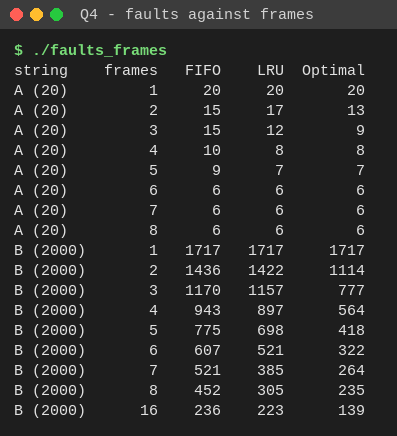 Q4 - faults against frames
$ ./faults_frames
string    frames   FIFO    LRU  Optimal
A (20)         1     20     20       20
A (20)         2     15     17       13
A (20)         3     15     12        9
A (20)         4     10      8        8
A (20)         5      9      7        7
A (20)         6      6      6        6
A (20)         7      6      6        6
A (20)         8      6      6        6
B (2000)       1   1717   1717     1717
B (2000)       2   1436   1422     1114
B (2000)       3   1170   1157      777
B (2000)       4    943    897      564
B (2000)       5    775    698      418
B (2000)       6    607    521      322
B (2000)       7    521    385      264
B (2000)       8    452    305      235
B (2000)      16    236    223      139